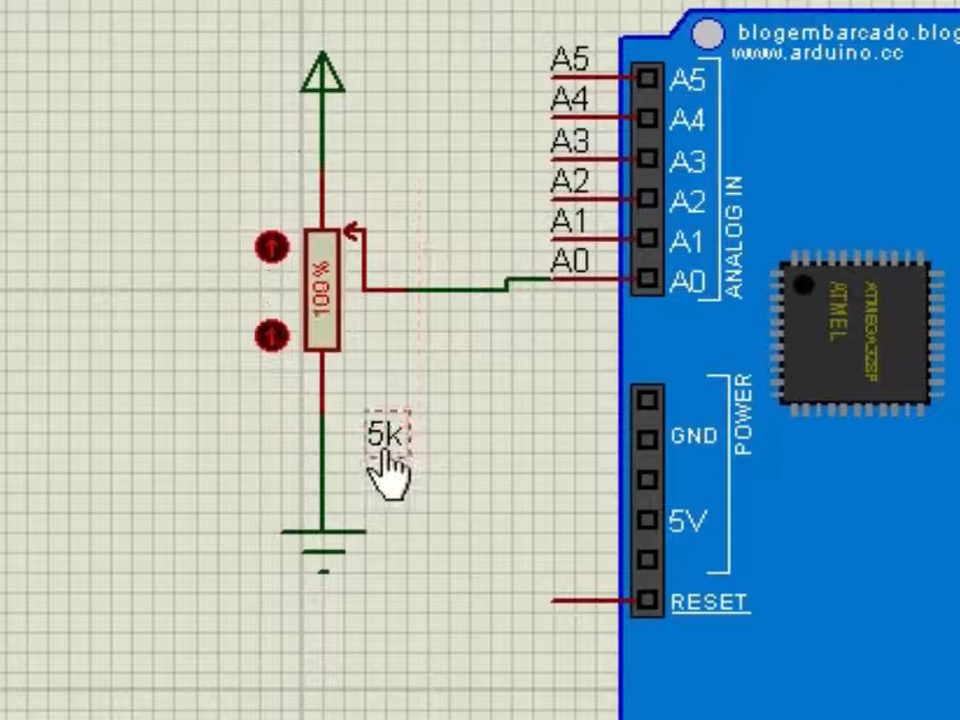 blogembarcado.blog
www.arduino.cc
A5
A4
A3
A2
A1
A0
A5
A4
A3
A2
A1
A0
ANALOG IN
100%
ATMEL
5k
POWER
GND
5V
RESET